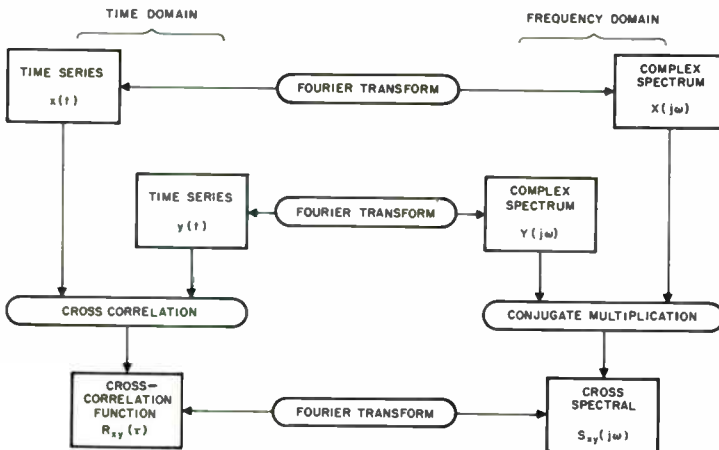 TIME DOMAIN
FREQUENCY DOMAIN
TIME SERIES
x(t)
FOURIER TRANSFORM
COMPLEX
SPECTRUM
X(jω)
TIME SERIES
y(t)
FOURIER TRANSFORM
COMPLEX
SPECTRUM
Y(jω)
CROSS CORRELATION
CONJUGATE MULTIPLICATION
CROSS-
CORRELATION
FUNCTION
Rxy(τ)
FOURIER TRANSFORM
CROSS
SPECTRAL
Sxy(jω)